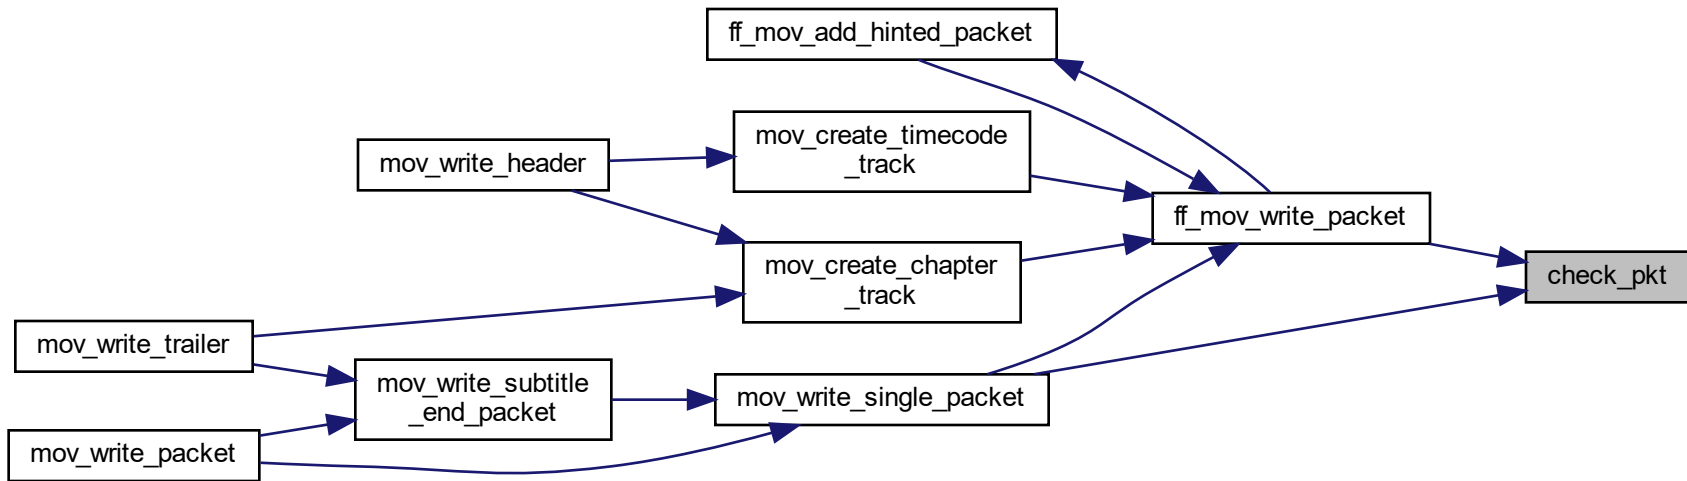 ff_mov_add_hinted_packet
mov_create_timecode
_track
mov_write_header
ff_mov_write_packet
mov_create_chapter
_track
check_pkt
mov_write_trailer
mov_write_subtitle
_end_packet
mov_write_single_packet
mov_write_packet